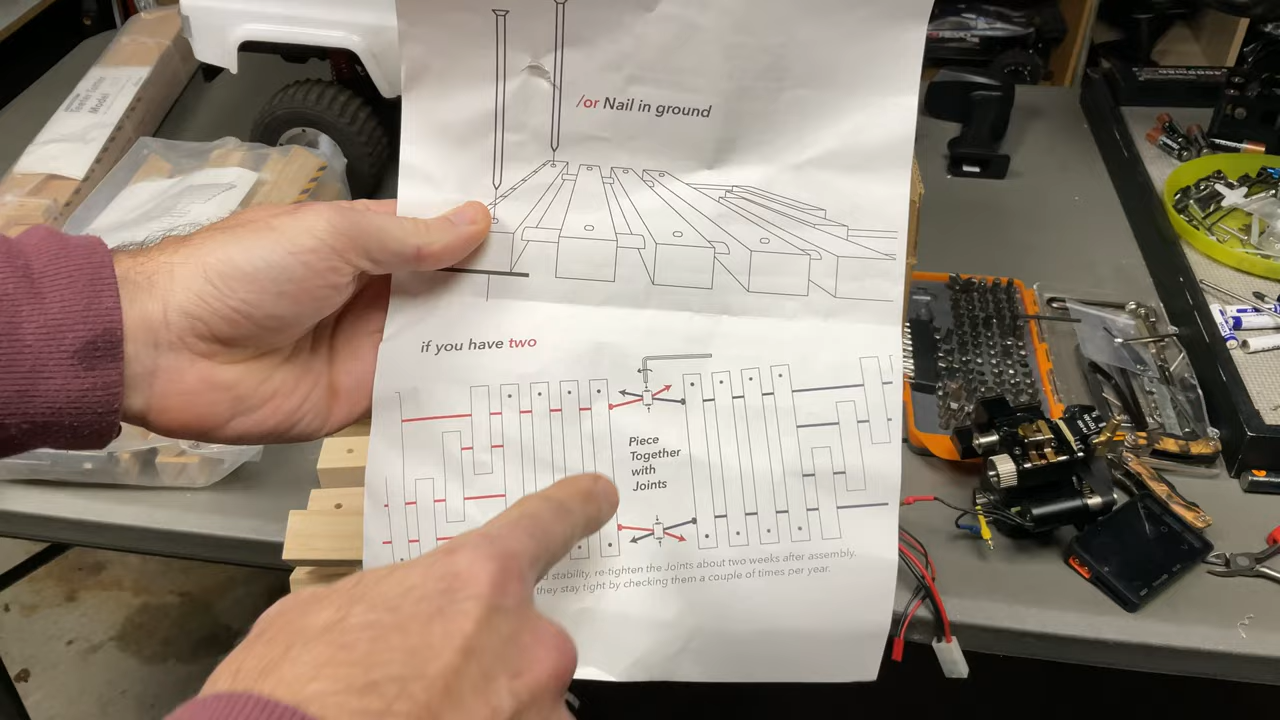 /or Nail in ground
if you have two
Piece
Together
with
Joints
stability, re-tighten the Joints about two weeks after assembly.
they stay tight by checking them a couple of times per year.
Model